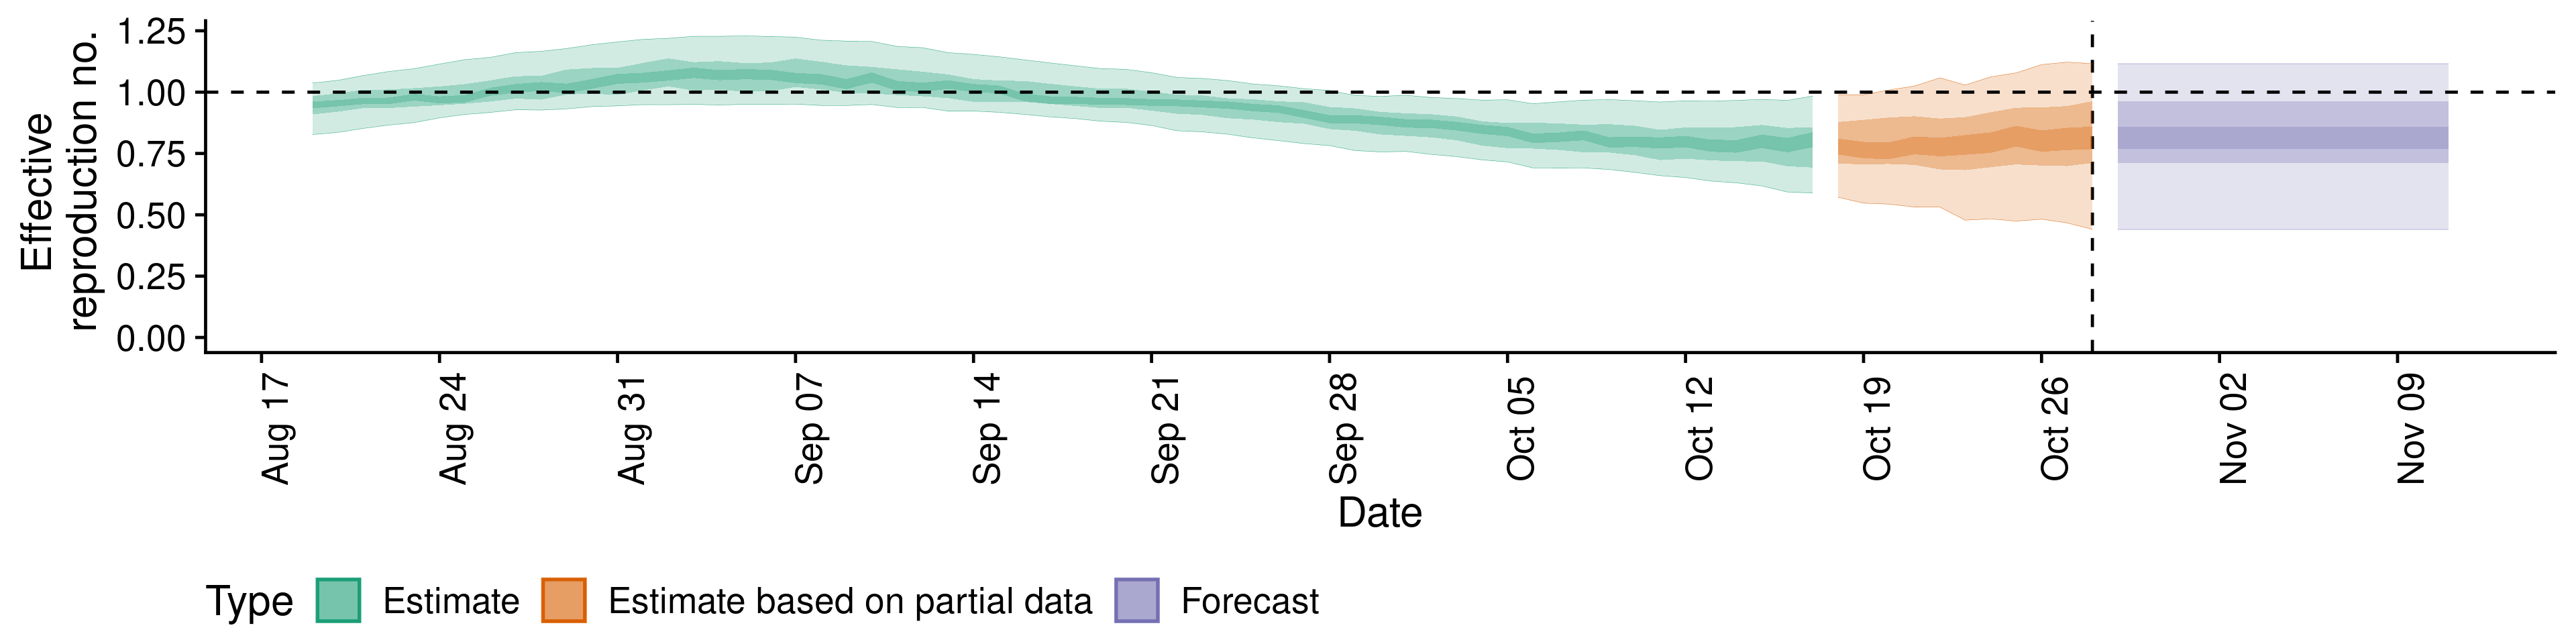 Effective
reproduction no.
1.25
1.00
0.75
0.50
0.25
0.00
Aug 17
Aug 24
Aug 31
Sep 07
Sep 14
Sep 21
Sep 28
Oct 05
Oct 12
Oct 19
Oct 26
Nov 02
Nov 09
Date
Type Estimate Estimate based on partial data Forecast